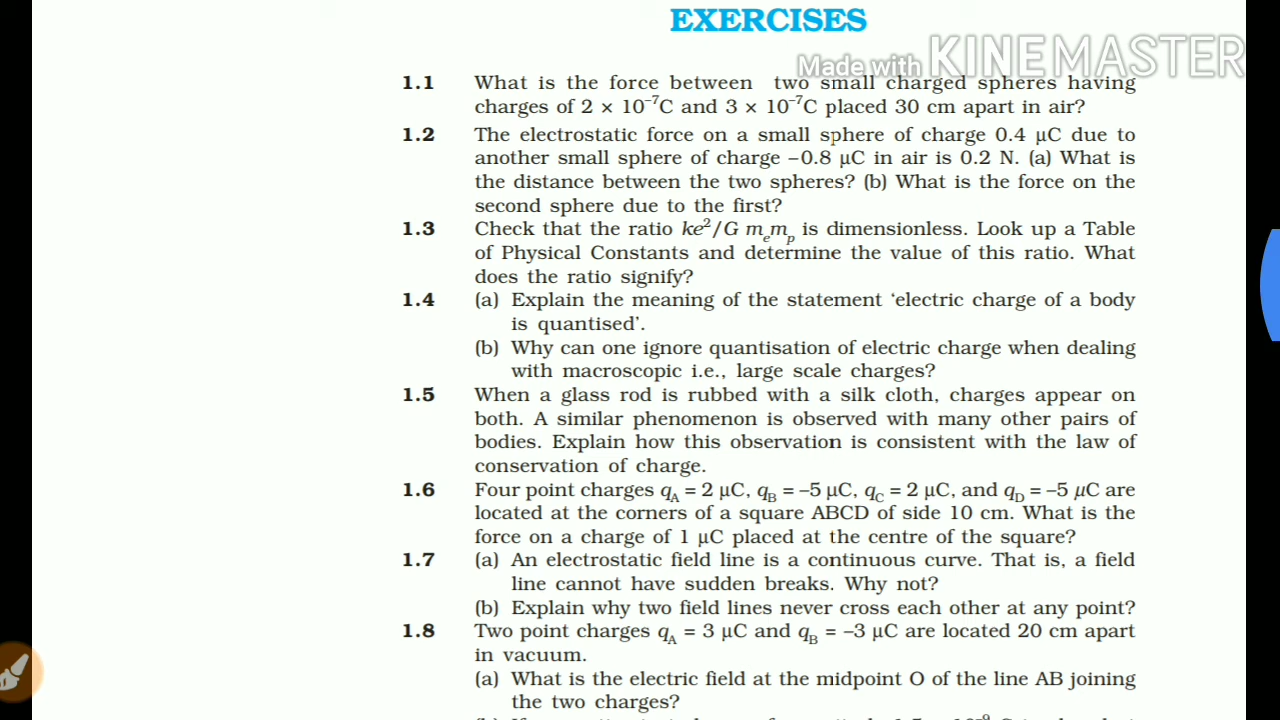 EXERCISES
Made with KINEMASTER
1.1 What is the force between two small charged spheres having
charges of 2 × 10⁻⁷C and 3 × 10⁻⁷C placed 30 cm apart in air?
1.2 The electrostatic force on a small sphere of charge 0.4 μC due to
another small sphere of charge –0.8 μC in air is 0.2 N. (a) What is
the distance between the two spheres? (b) What is the force on the
second sphere due to the first?
1.3 Check that the ratio ke²/G mₑmₚ is dimensionless. Look up a Table
of Physical Constants and determine the value of this ratio. What
does the ratio signify?
1.4 (a) Explain the meaning of the statement ‘electric charge of a body
is quantised’.
(b) Why can one ignore quantisation of electric charge when dealing
with macroscopic i.e., large scale charges?
1.5 When a glass rod is rubbed with a silk cloth, charges appear on
both. A similar phenomenon is observed with many other pairs of
bodies. Explain how this observation is consistent with the law of
conservation of charge.
1.6 Four point charges q_A = 2 μC, q_B = –5 μC, q_C = 2 μC, and q_D = –5 μC are
located at the corners of a square ABCD of side 10 cm. What is the
force on a charge of 1 μC placed at the centre of the square?
1.7 (a) An electrostatic field line is a continuous curve. That is, a field
line cannot have sudden breaks. Why not?
(b) Explain why two field lines never cross each other at any point?
1.8 Two point charges q_A = 3 μC and q_B = –3 μC are located 20 cm apart
in vacuum.
(a) What is the electric field at the midpoint O of the line AB joining
the two charges?